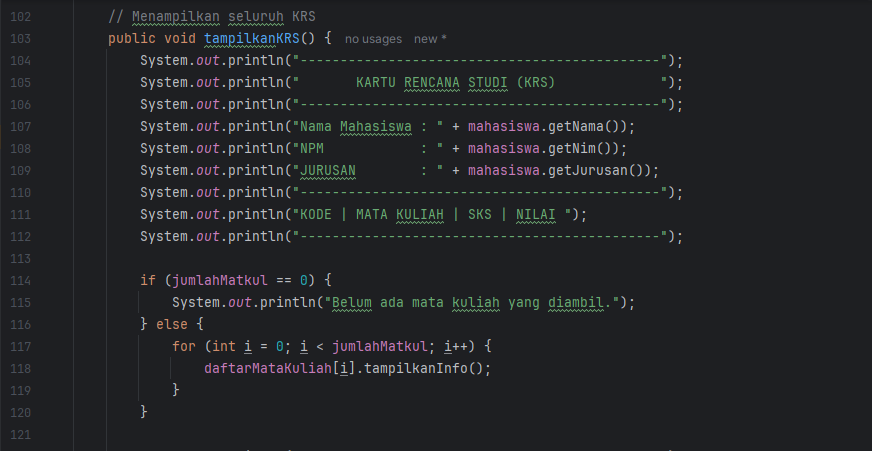 102 // Menampilkan seluruh KRS
103 public void tampilkanKRS() { no usages new *
104 System.out.println("---------------------------------------------");
105 System.out.println("       KARTU RENCANA STUDI (KRS)             ");
106 System.out.println("---------------------------------------------");
107 System.out.println("Nama Mahasiswa : " + mahasiswa.getNama());
108 System.out.println("NPM            : " + mahasiswa.getNim());
109 System.out.println("JURUSAN        : " + mahasiswa.getJurusan());
110 System.out.println("---------------------------------------------");
111 System.out.println("KODE | MATA KULIAH | SKS | NILAI ");
112 System.out.println("---------------------------------------------");
113
114 if (jumlahMatkul == 0) {
115 System.out.println("Belum ada mata kuliah yang diambil.");
116 } else {
117 for (int i = 0; i < jumlahMatkul; i++) {
118 daftarMataKuliah[i].tampilkanInfo();
119 }
120 }
121